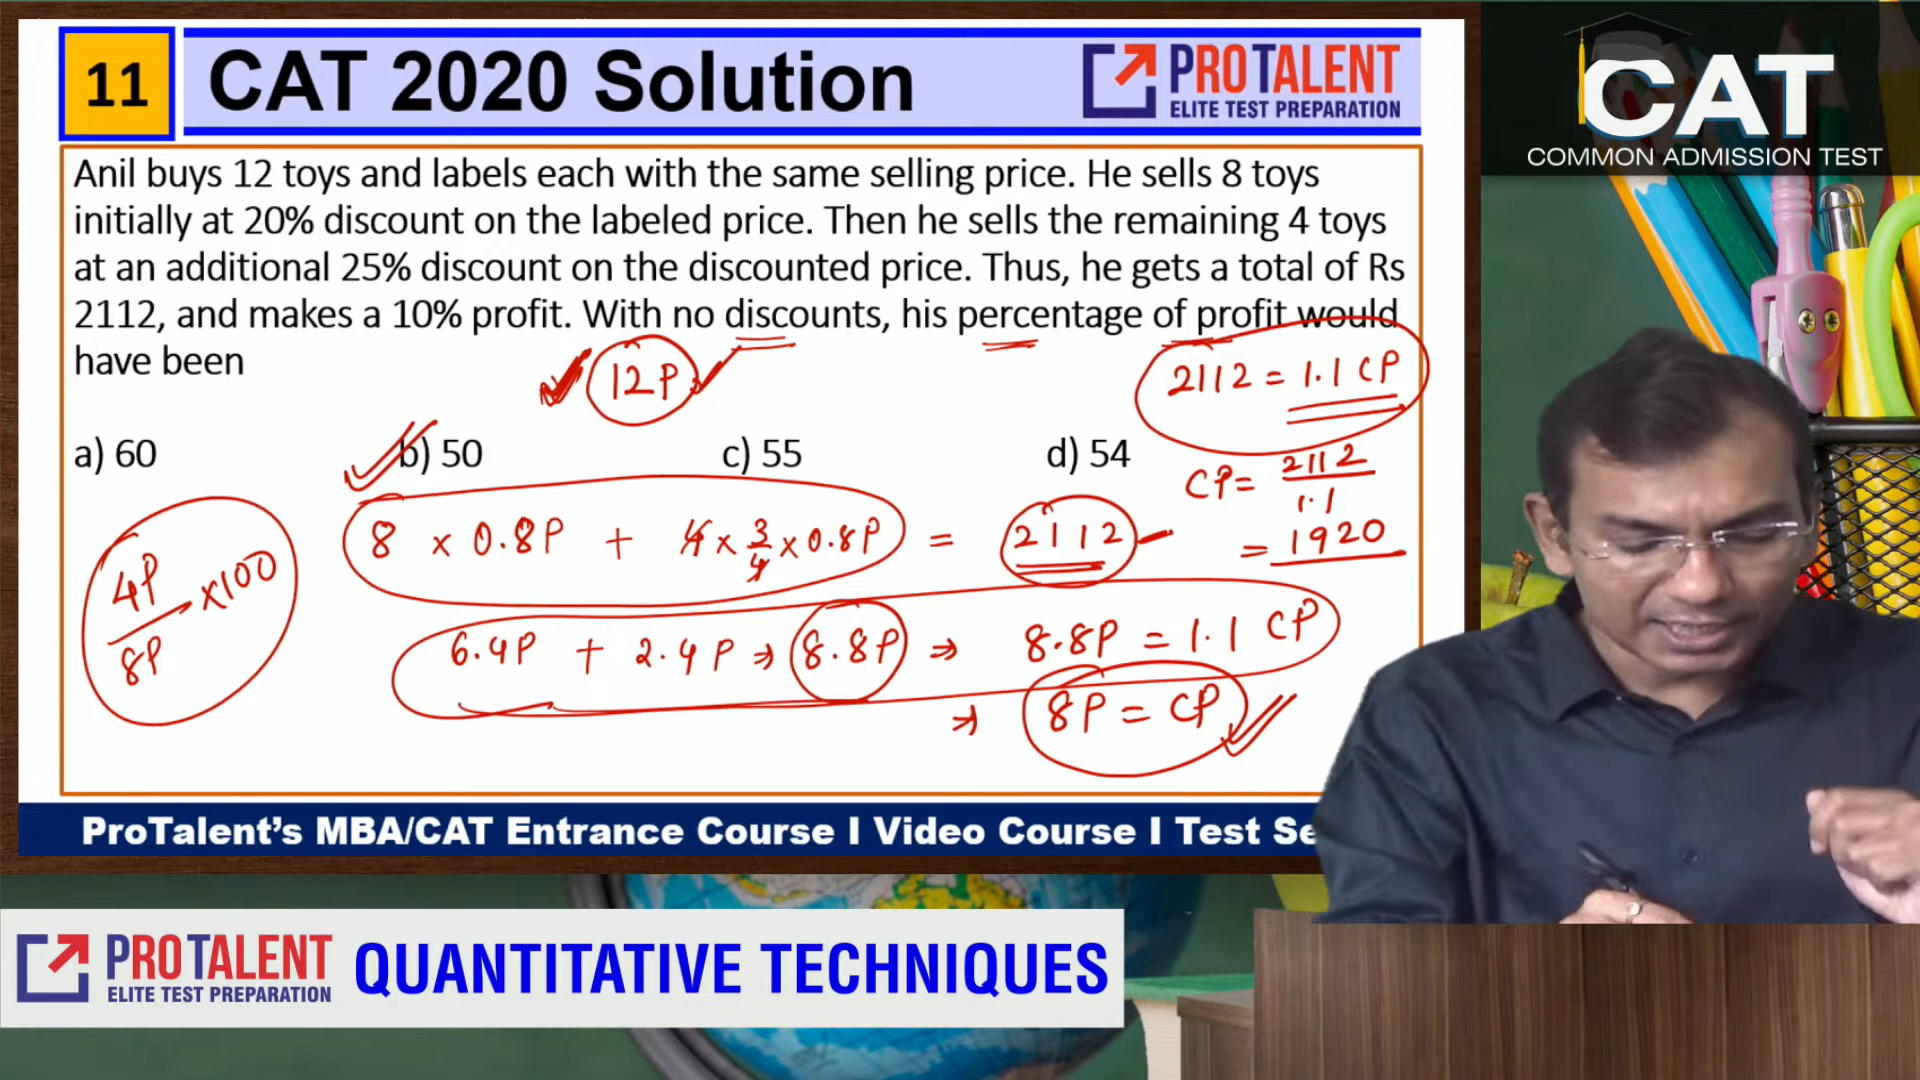 11
CAT 2020 Solution
PROTALENT
ELITE TEST PREPARATION
CAT
COMMON ADMISSION TEST
Anil buys 12 toys and labels each with the same selling price. He sells 8 toys
initially at 20% discount on the labeled price. Then he sells the remaining 4 toys
at an additional 25% discount on the discounted price. Thus, he gets a total of Rs
2112, and makes a 10% profit. With no discounts, his percentage of profit would
have been
12P
2112 = 1.1 CP
a) 60 b) 50 c) 55 d) 54
CP = 2112 / 1.1
= 1920
8 × 0.8P + 4 × 3/4 × 0.8P = 2112
4P / 8P × 100
6.4P + 2.4P ⇒ 8.8P ⇒ 8.8P = 1.1 CP
⇒ 8P = CP
ProTalent's MBA/CAT Entrance Course I Video Course I Test Se
PROTALENT
ELITE TEST PREPARATION
QUANTITATIVE TECHNIQUES